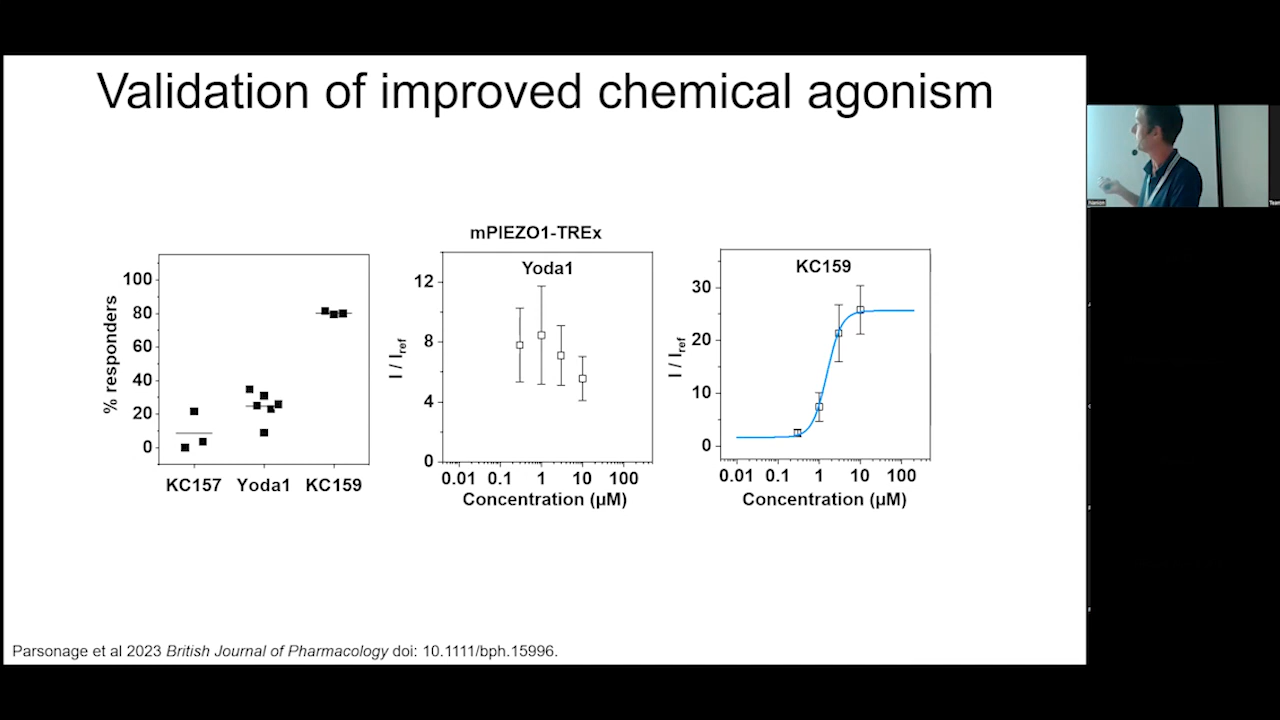 Validation of improved chemical agonism
% responders
100
80
60
40
20
0
KC157 Yoda1 KC159
mPIEZO1-TREx
Yoda1
I / Iref
12
8
4
0
0.01 0.1 1 10 100
Concentration (µM)
KC159
I / Iref
30
20
10
0
0.01 0.1 1 10 100
Concentration (µM)
Parsonage et al 2023 British Journal of Pharmacology doi: 10.1111/bph.15996.